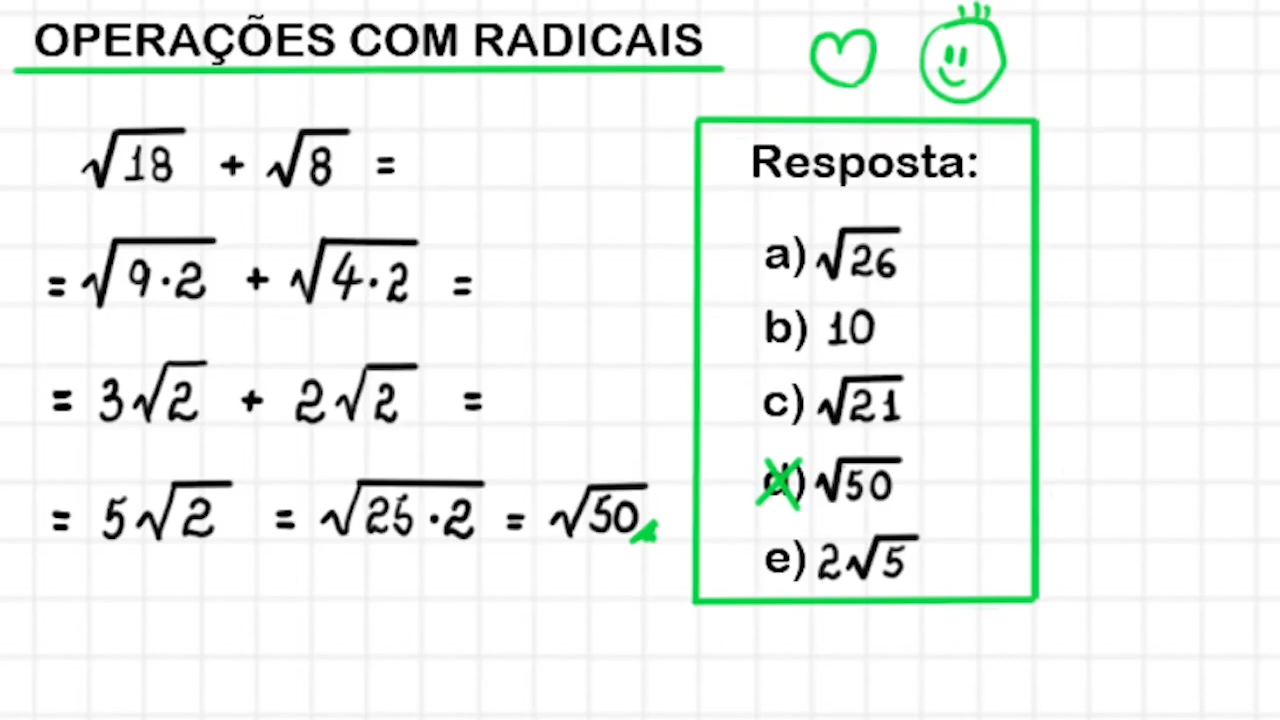 OPERAÇÕES COM RADICAIS
√18 + √8 =
= √9·2 + √4·2 =
= 3√2 + 2√2 =
= 5√2 = √25·2 = √50
Resposta:
a) √26
b) 10
c) √21
d) √50
e) 2√5